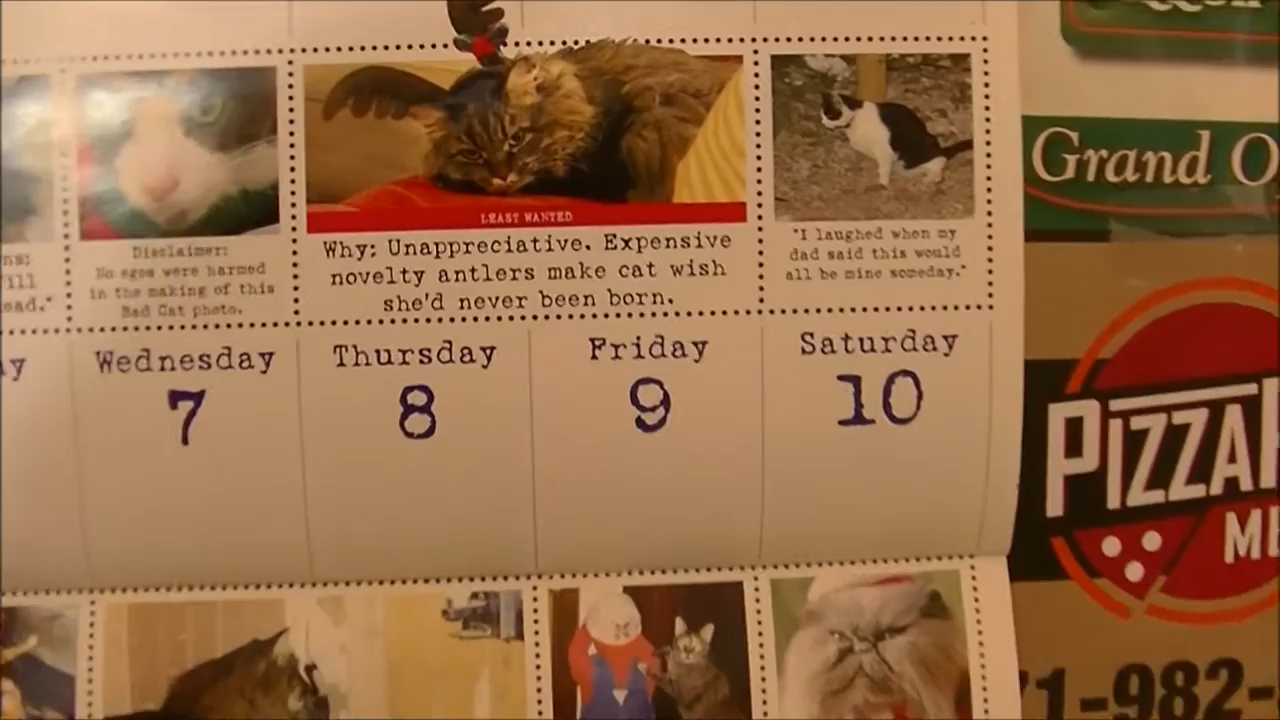 Grand O
LEAST WANTED
Disclaimer:
No egos were harmed
in the making of this
Bad Cat photo.
Why: Unappreciative. Expensive
novelty antlers make cat wish
she'd never been born.
"I laughed when my
dad said this would
all be mine someday."
Wednesday
Thursday
Friday
Saturday
7
8
9
10
PIZZA
ME
1-982-